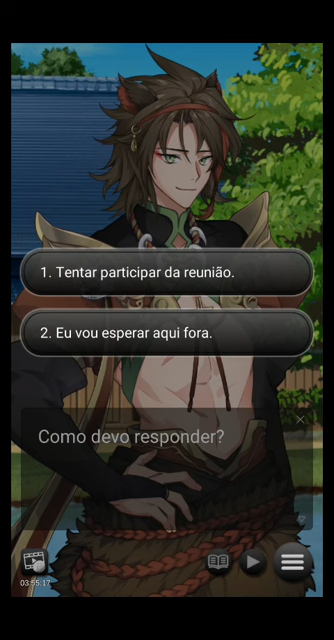 1. Tentar participar da reunião.
2. Eu vou esperar aqui fora.
Como devo responder?
03:55:17